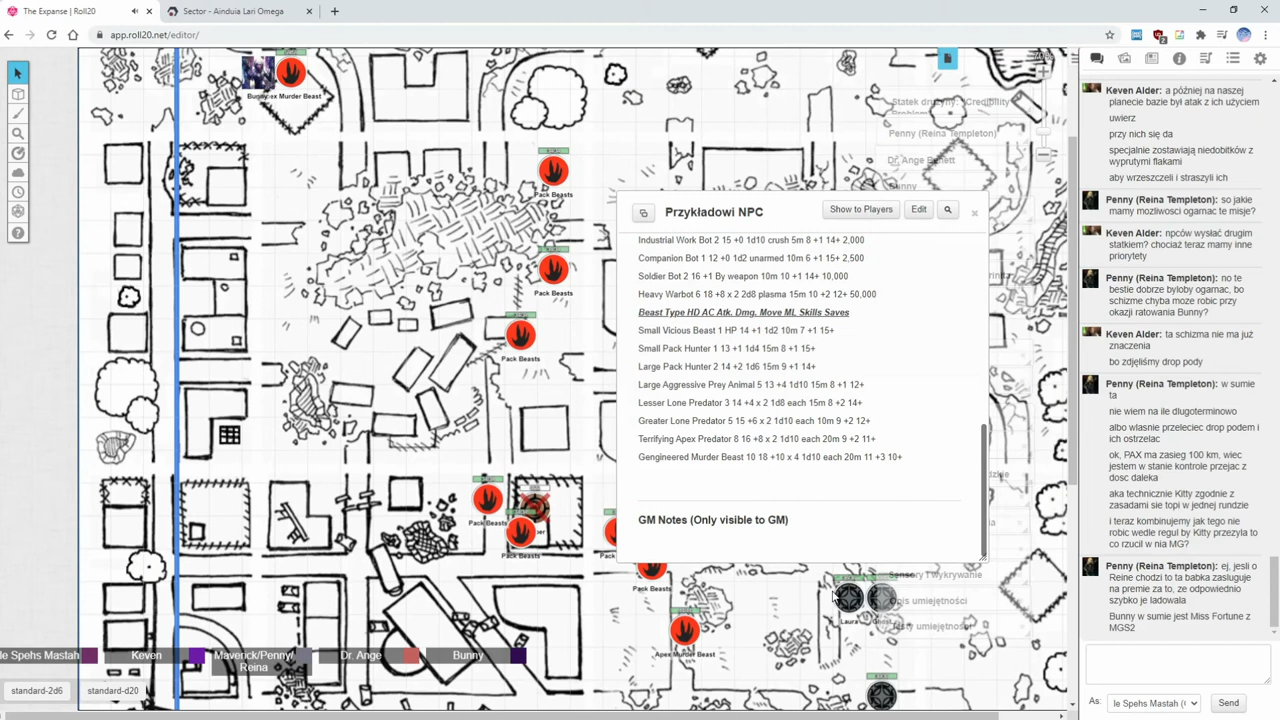 The Expanse | Roll20
Sector - Ainduia Lari Omega
app.roll20.net/editor/
Bunny
ex Murder Beast
Pack Beasts
Pack Beasts
Pack Beasts
Pack Beasts
Pack Beasts
Pack Beasts
Apex Murder Beast
Laura
Statek drużyny: „Credibility
Penny (Reina Templeton)
Dr. Ange Benett
Bunny
Sensory i wykrywanie
Opis umiejętności
Testy umiejętności
Przykładowi NPC
Show to Players
Edit
Industrial Work Bot 2 15 +0 1d10 crush 5m 8 +1 14+ 2,000
Companion Bot 1 12 +0 1d2 unarmed 10m 6 +1 15+ 2,500
Soldier Bot 2 16 +1 By weapon 10m 10 +1 14+ 10,000
Heavy Warbot 6 18 +8 x 2 2d8 plasma 15m 10 +2 12+ 50,000
Beast Type HD AC Atk. Dmg. Move ML Skills Saves
Small Vicious Beast 1 HP 14 +1 1d2 10m 7 +1 15+
Small Pack Hunter 1 13 +1 1d4 15m 8 +1 15+
Large Pack Hunter 2 14 +2 1d6 15m 9 +1 14+
Large Aggressive Prey Animal 5 13 +4 1d10 15m 8 +1 12+
Lesser Lone Predator 3 14 +4 x 2 1d8 each 15m 8 +2 14+
Greater Lone Predator 5 15 +6 x 2 1d10 each 10m 9 +2 12+
Terrifying Apex Predator 8 16 +8 x 2 1d10 each 20m 9 +2 11+
Gengineered Murder Beast 10 18 +10 x 4 1d10 each 20m 11 +3 10+
GM Notes (Only visible to GM)
le Spehs Mastah
Keven
Maverick/Penny/
Reina
Dr. Ange
Bunny
standard-2d6
standard-d20
Keven Alder: a później na naszej
planecie bazie był atak z ich użyciem
uwierz
przy nich się da
specjalnie zostawiają niedobitków z
wyprutymi flakami
aby wrzeszczeli i straszyli ich
Penny (Reina Templeton): so jakie
mamy mozliwosci ogarnac te misje?
Keven Alder: npców wysłać drugim
statkiem? chociaż teraz mamy inne
priorytety
Penny (Reina Templeton): no te
bestie dobrze byloby ogarnac, bo
schizme chyba moze robic przy
okazji ratowania Bunny?
Keven Alder: ta schizma nie ma już
znaczenia
bo zdjęliśmy drop pody
Penny (Reina Templeton): w sumie
ta
nie wiem na ile dlugoterminowo
albo wlasnie przeleciec drop podem i
ich ostrzelac
ok, PAX ma zasieg 100 km, wiec
jestem w stanie kontrole przejac z
dosc daleka
aka technicznie Kitty zgodnie z
zasadami sie topi w jednej rundzie
i teraz kombinujemy jak tego nie
robic wedle regul by Kitty przezyla to
co rzucil w nia MG?
Penny (Reina Templeton): ej, jesli o
Reine chodzi to ta babka zasluguje
na premie za to, ze odpowiednio
szybko je ladowala
Bunny w sumie jest Miss Fortune z
MGS2
As:
le Spehs Mastah (
Send